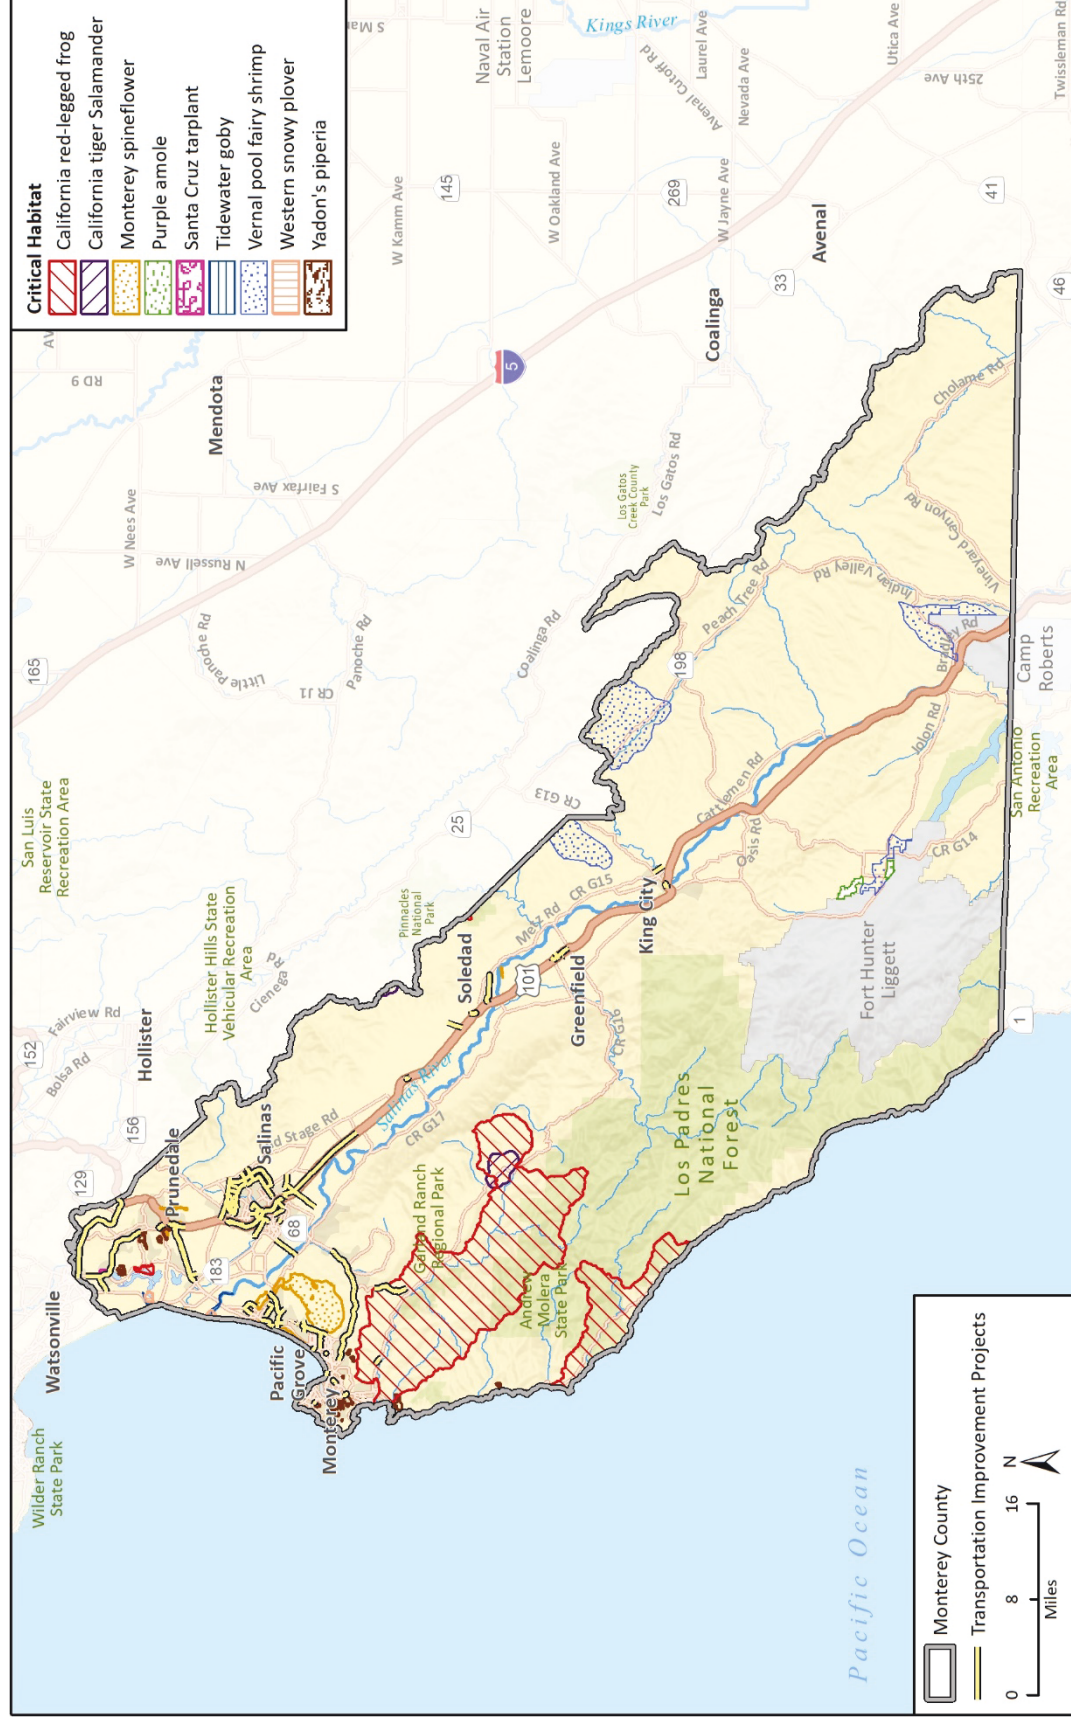 Critical Habitat
California red-legged frog
California tiger Salamander
Monterey spineflower
Purple amole
Santa Cruz tarplant
Tidewater goby
Vernal pool fairy shrimp
Western snowy plover
Yadon's piperia
Wilder Ranch
State Park
Watsonville
129
152
165
San Luis
Reservoir State
Recreation Area
Bolsa Rd
Fairview Rd
156
Hollister
Prunedale
W Nees Ave
RD 9
AV
Mendota
N Russell Ave
S Fairfax Ave
Little Panoche Rd
Hollister Hills State
Vehicular Recreation
Area
Cienega Rd
183
Salinas
68
Pacific
Grove
Monterey
CR J1
Panoche Rd
W Kamm Ave
145
S Mar
Old Stage Rd
Salinas River
CR G17
Garland Ranch
Regional Park
Pinnacles
National
Park
25
Soledad
5
Naval Air
Station
Lemoore
Kings River
W Oakland Ave
Metz Rd
CR G15
CR G13
Coalinga Rd
101
Greenfield
Andrew
Molera
State Park
CR G16
King City
Los Gatos
Creek County
Park
Los Gatos Rd
Avenal Cutoff Rd
Laurel Ave
Nevada Ave
269
W Jayne Ave
Coalinga
198
Peach Tree Rd
Los Padres
National
Forest
Cattlemen Rd
Oasis Rd
33
Avenal
Utica Ave
25th Ave
Indian Valley Rd
Vineyard Canyon Rd
Cholame Rd
Fort Hunter
Liggett
Jolon Rd
Bradley Rd
CR G14
41
46
Twissleman Rd
San Antonio
Recreation
Area
Camp
Roberts
1
Pacific Ocean
Monterey County
Transportation Improvement Projects
0 8 16
Miles
N